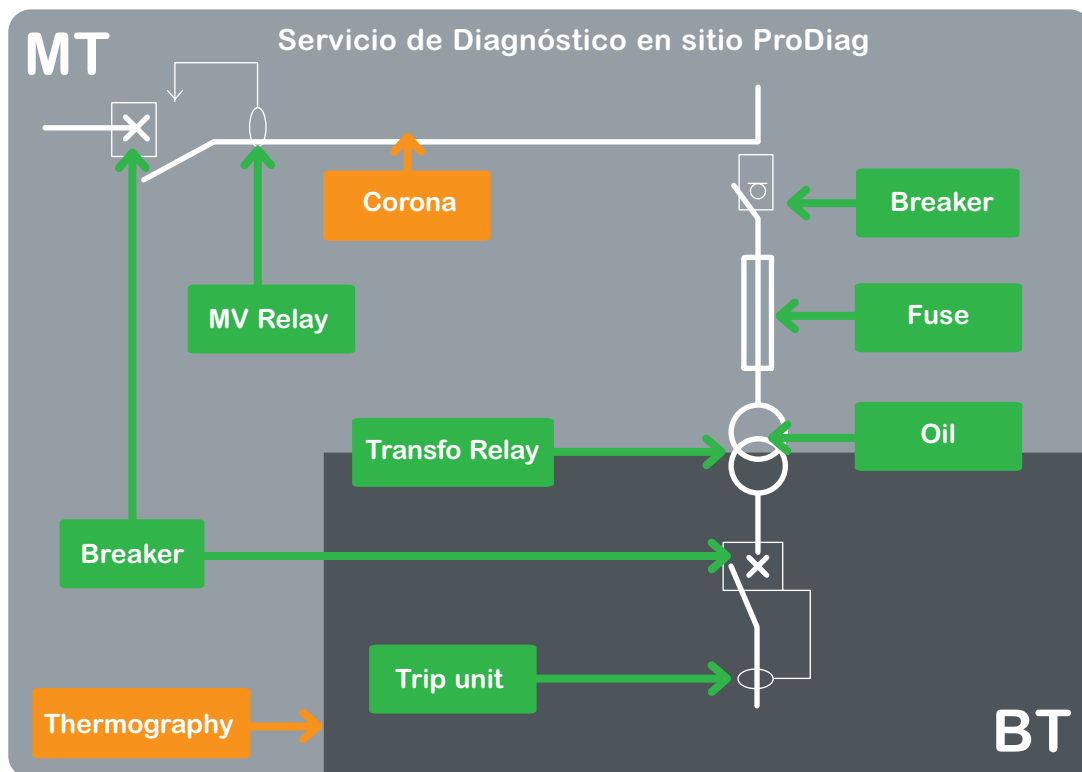 MT
Servicio de Diagnóstico en sitio ProDiag
Corona
Breaker
MV Relay
Fuse
Transfo Relay
Oil
Breaker
Trip unit
Thermography
BT